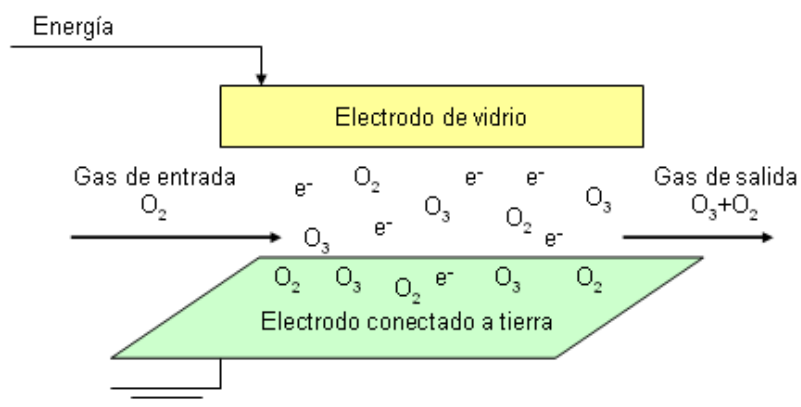 Energía
Electrodo de vidrio
Gas de entrada
O₂
e⁻ O₂ e⁻ e⁻
Gas de salida
O₃+O₂
O₃ e⁻ O₃ O₂ e⁻ O₃
O₂ O₃ O₂ e⁻ O₃ O₂
Electrodo conectado a tierra